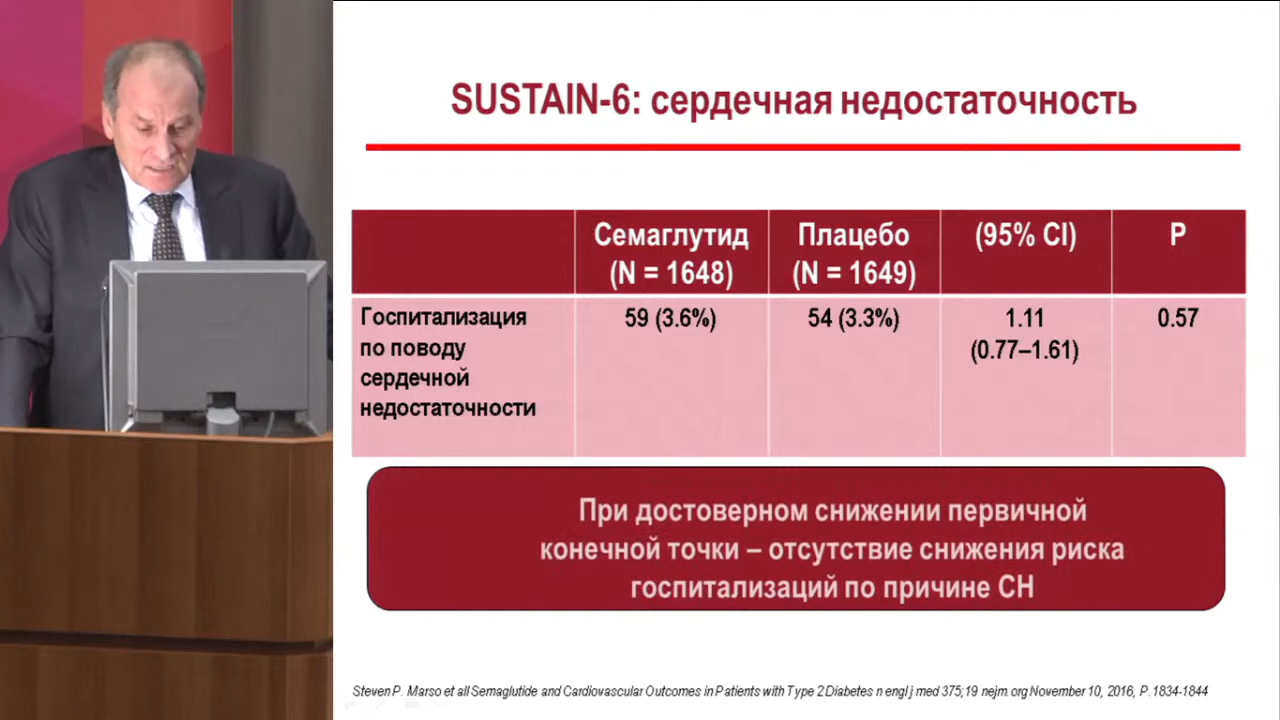 SUSTAIN-6: сердечная недостаточность
Семаглутид
(N = 1648)
Плацебо
(N = 1649)
(95% CI)
P
Госпитализация
по поводу
сердечной
недостаточности
59 (3.6%)
54 (3.3%)
1.11
(0.77–1.61)
0.57
При достоверном снижении первичной
конечной точки – отсутствие снижения риска
госпитализаций по причине СН
Steven P. Marso et all Semaglutide and Cardiovascular Outcomes in Patients with Type 2 Diabetes n engl j med 375;19 nejm.org November 10, 2016, P. 1834-1844